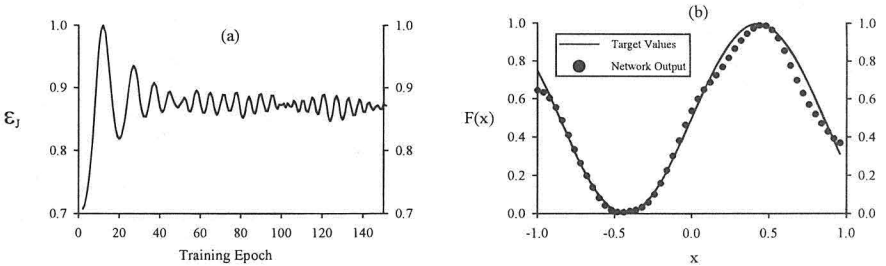 (a)
1.0 1.0
0.9 0.9
0.8 0.8
0.7 0.7
εJ
0 20 40 60 80 100 120 140
Training Epoch
(b)
1.0 1.0
0.8 0.8
0.6 0.6
0.4 0.4
0.2 0.2
0.0 0.0
F(x)
Target Values
Network Output
-1.0 -0.5 0.0 0.5 1.0
x